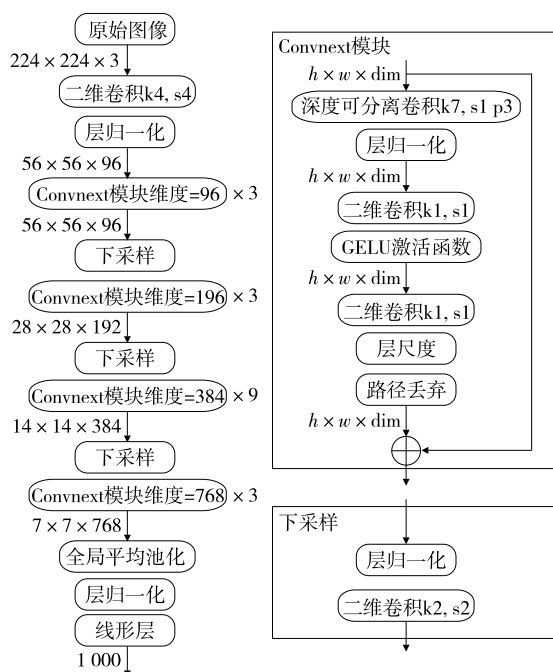 原始图像
224 × 224 × 3
二维卷积k4, s4
层归一化
56 × 56 × 96
Convnext模块维度=96 × 3
56 × 56 × 96
下采样
Convnext模块维度=196 × 3
28 × 28 × 192
下采样
Convnext模块维度=384 × 9
14 × 14 × 384
下采样
Convnext模块维度=768 × 3
7 × 7 × 768
全局平均池化
层归一化
线形层
1 000
Convnext模块
h × w × dim
深度可分离卷积k7, s1 p3
层归一化
h × w × dim
二维卷积k1, s1
GELU激活函数
h × w × dim
二维卷积k1, s1
层尺度
路径丢弃
h × w × dim
下采样
层归一化
二维卷积k2, s2